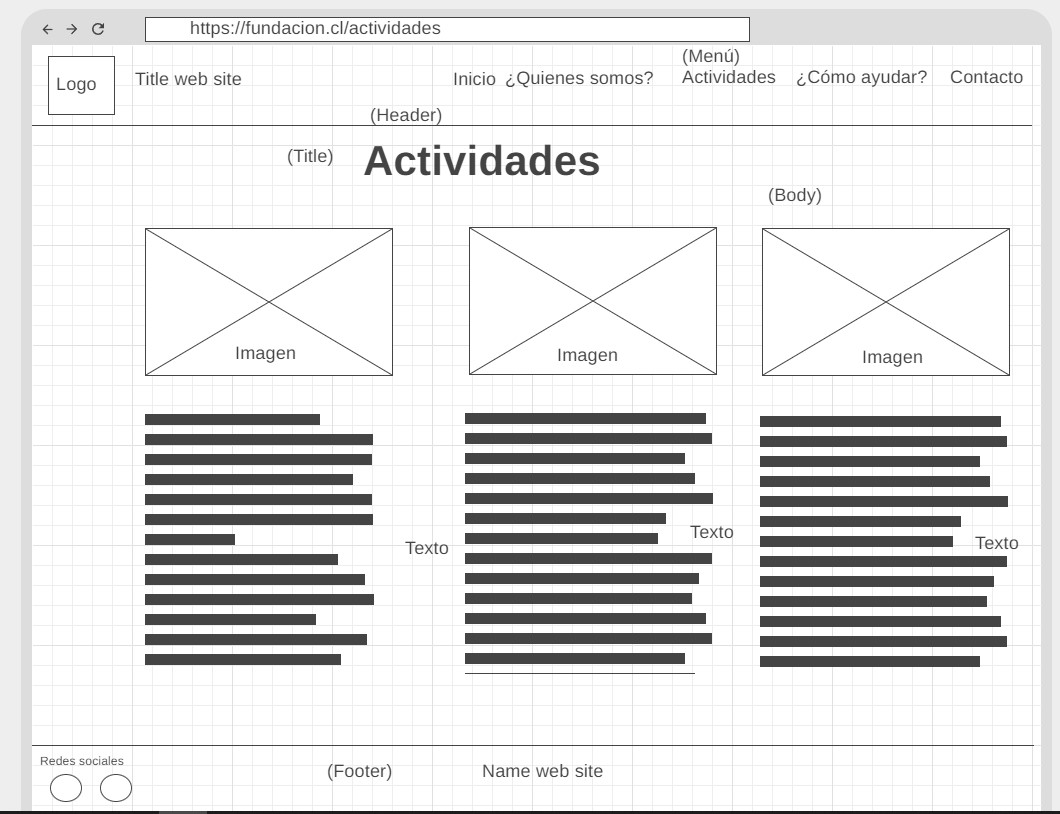 https://fundacion.cl/actividades
Logo
Title web site
(Menú)
Inicio ¿Quienes somos? Actividades ¿Cómo ayudar? Contacto
(Header)
(Title)
Actividades
(Body)
Imagen
Imagen
Imagen
Texto
Texto
Texto
Redes sociales
(Footer)
Name web site